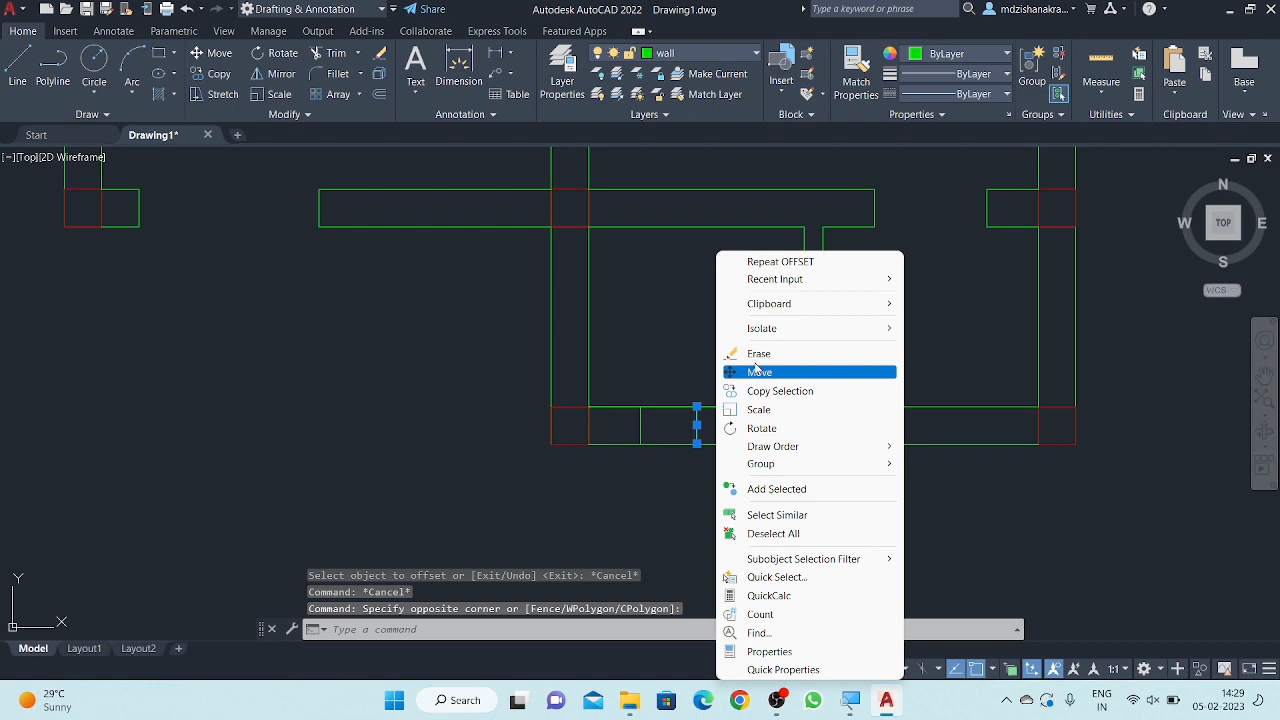 Drafting & Annotation
Share
Autodesk AutoCAD 2022 Drawing1.dwg
Type a keyword or phrase
mdzishanakra...
Home Insert Annotate Parametric View Manage Output Add-ins Collaborate Express Tools Featured Apps
Line Polyline Circle Arc
Move Rotate Trim
Copy Mirror Fillet
Stretch Scale Array
Text Dimension Table
Layer Properties
wall
Make Current
Match Layer
Insert
Match Properties
ByLayer
ByLayer
ByLayer
Group Measure Paste Base
Draw Modify Annotation Layers Block Properties Groups Utilities Clipboard View
Start Drawing1*
[−][Top][2D Wireframe]
N
W TOP E
S
WCS
Repeat OFFSET
Recent Input
Clipboard
Isolate
Erase
Move
Copy Selection
Scale
Rotate
Draw Order
Group
Add Selected
Select Similar
Deselect All
Subobject Selection Filter
Quick Select...
QuickCalc
Count
Find...
Properties
Quick Properties
Y
X
Select object to offset or [Exit/Undo] <Exit>: *Cancel*
Command: *Cancel*
Command: Specify opposite corner or [Fence/WPolygon/CPolygon]:
Type a command
Model Layout1 Layout2
1:1
29°C
Sunny
Search
ENG
IN
14:29
05-02-2023